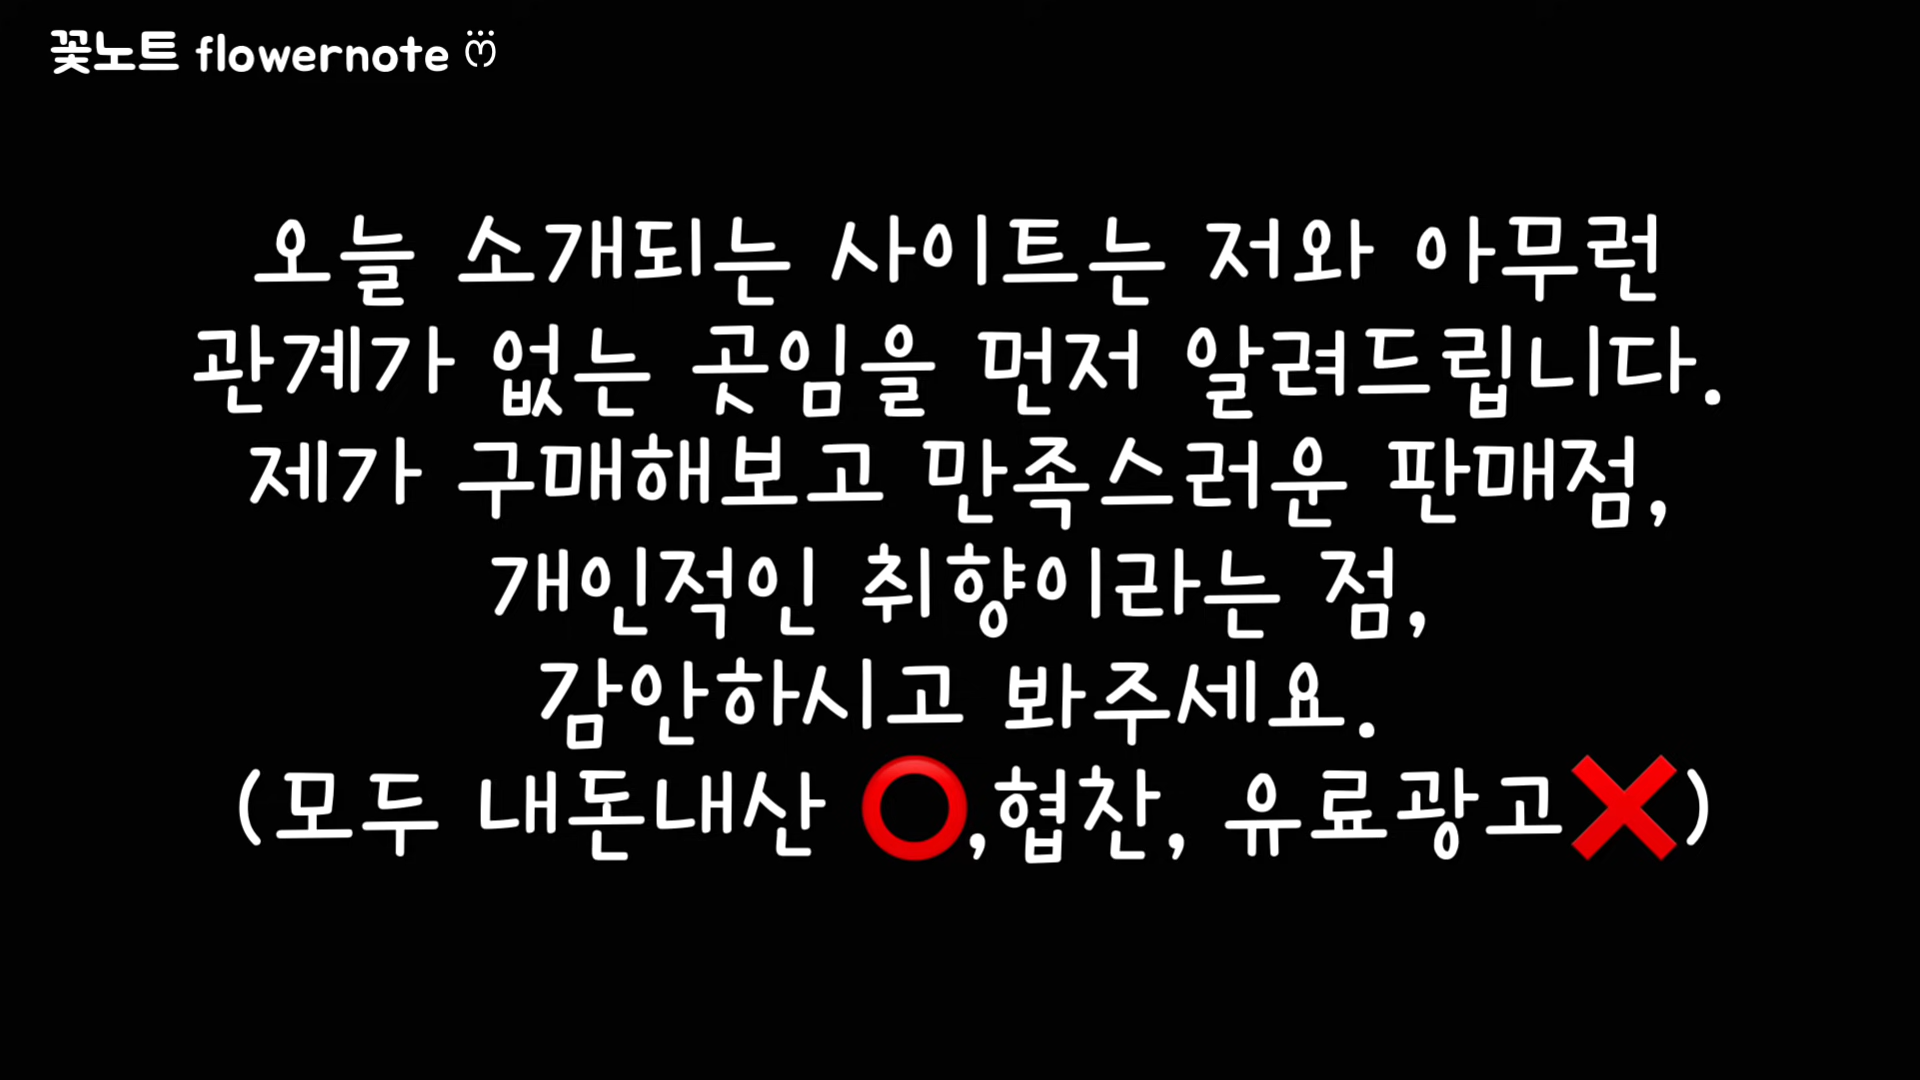 꽃노트 flowernote ෆ
오늘 소개되는 사이트는 저와 아무런
관계가 없는 곳임을 먼저 알려드립니다.
제가 구매해보고 만족스러운 판매점,
개인적인 취향이라는 점,
감안하시고 봐주세요.
(모두 내돈내산 ⭕,협찬, 유료광고❌)